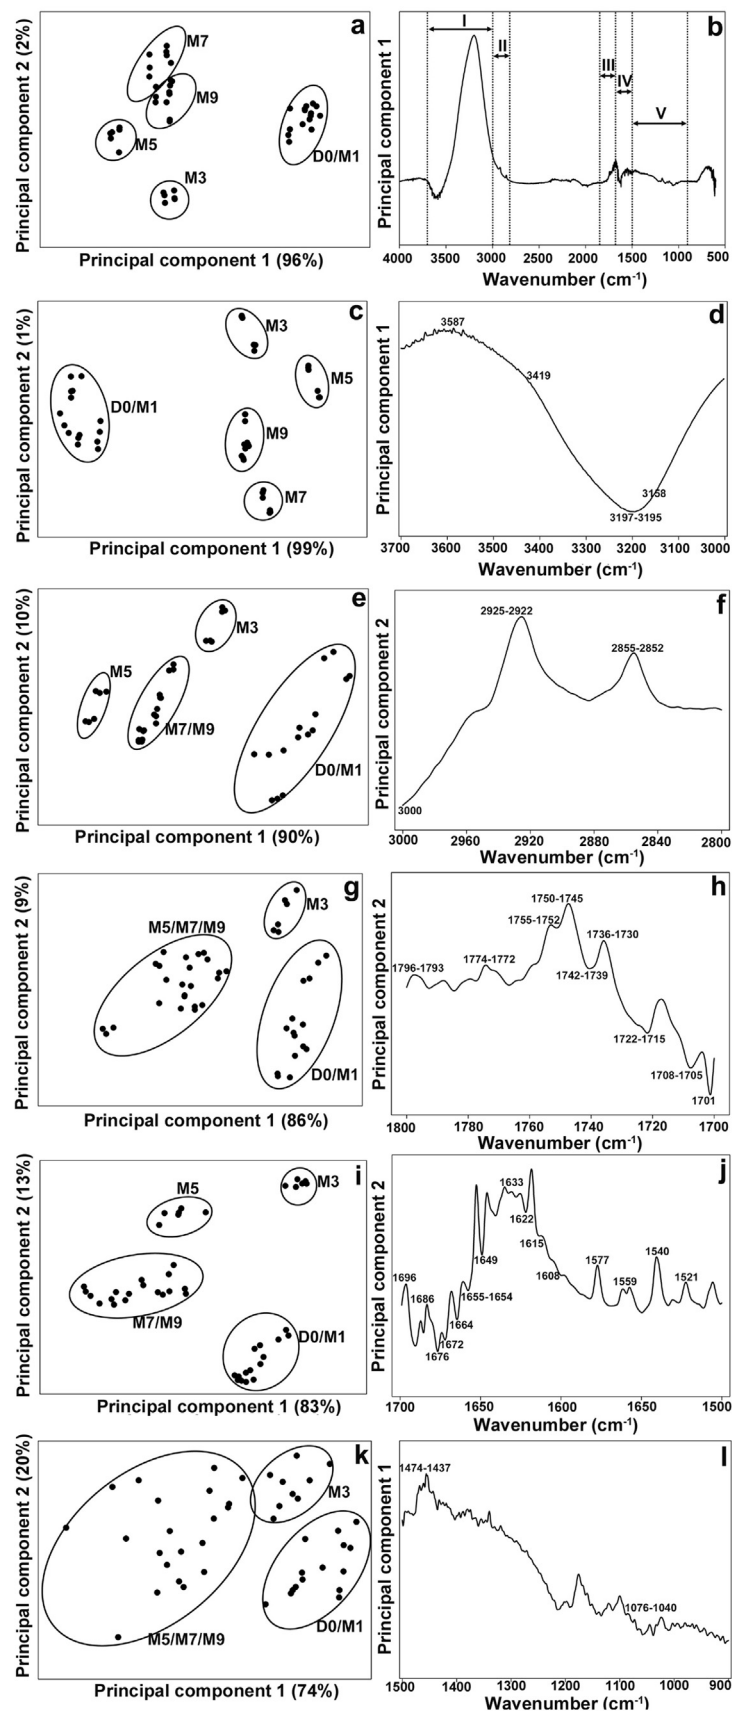 a
Principal component 2 (2%)
M7
M9
M5
D0/M1
M3
Principal component 1 (96%)
b
Principal component 1
I
II
III
IV
V
4000 3500 3000 2500 2000 1500 1000 500
Wavenumber (cm-1)
c
Principal component 2 (1%)
M3
M5
D0/M1
M9
M7
Principal component 1 (99%)
d
Principal component 1
3587
3419
3158
3197-3195
3700 3600 3500 3400 3200 3100 3000
Wavenumber (cm-1)
e
Principal component 2 (10%)
M3
M5
M7/M9
D0/M1
Principal component 1 (90%)
f
Principal component 2
2925-2922
2855-2852
3000
3000 2960 2920 2880 2840 2800
Wavenumber (cm-1)
g
Principal component 2 (9%)
M3
M5/M7/M9
D0/M1
Principal component 1 (86%)
h
Principal component 2
1750-1745
1755-1752
1736-1730
1774-1772
1796-1793
1742-1739
1722-1715
1708-1705
1701
1800 1780 1760 1740 1720 1700
Wavenumber (cm-1)
i
Principal component 2 (13%)
M3
M5
M7/M9
D0/M1
Principal component 1 (83%)
j
Principal component 2
1633
1622
1615
1649
1608
1577
1540
1696
1655-1654
1559
1521
1686
1664
1672
1676
1700 1650 1600 1550 1500
Wavenumber (cm-1)
k
Principal component 2 (20%)
M3
D0/M1
M5/M7/M9
Principal component 1 (74%)
l
Principal component 1
1474-1437
1076-1040
1500 1400 1300 1200 1100 1000 900
Wavenumber (cm-1)